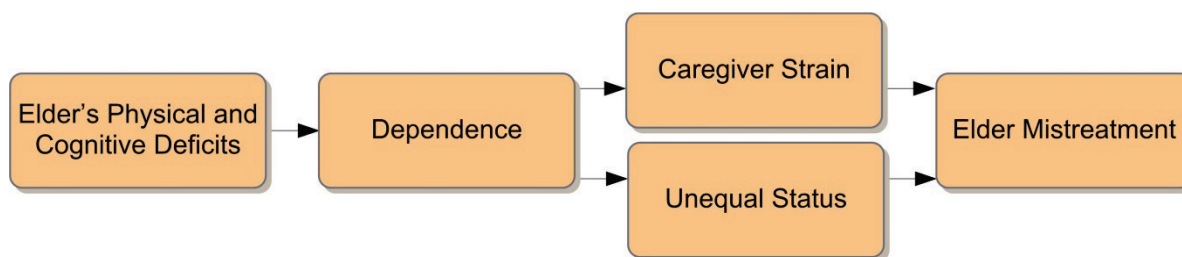 Elder’s Physical and
Cognitive Deficits
Dependence
Caregiver Strain
Unequal Status
Elder Mistreatment